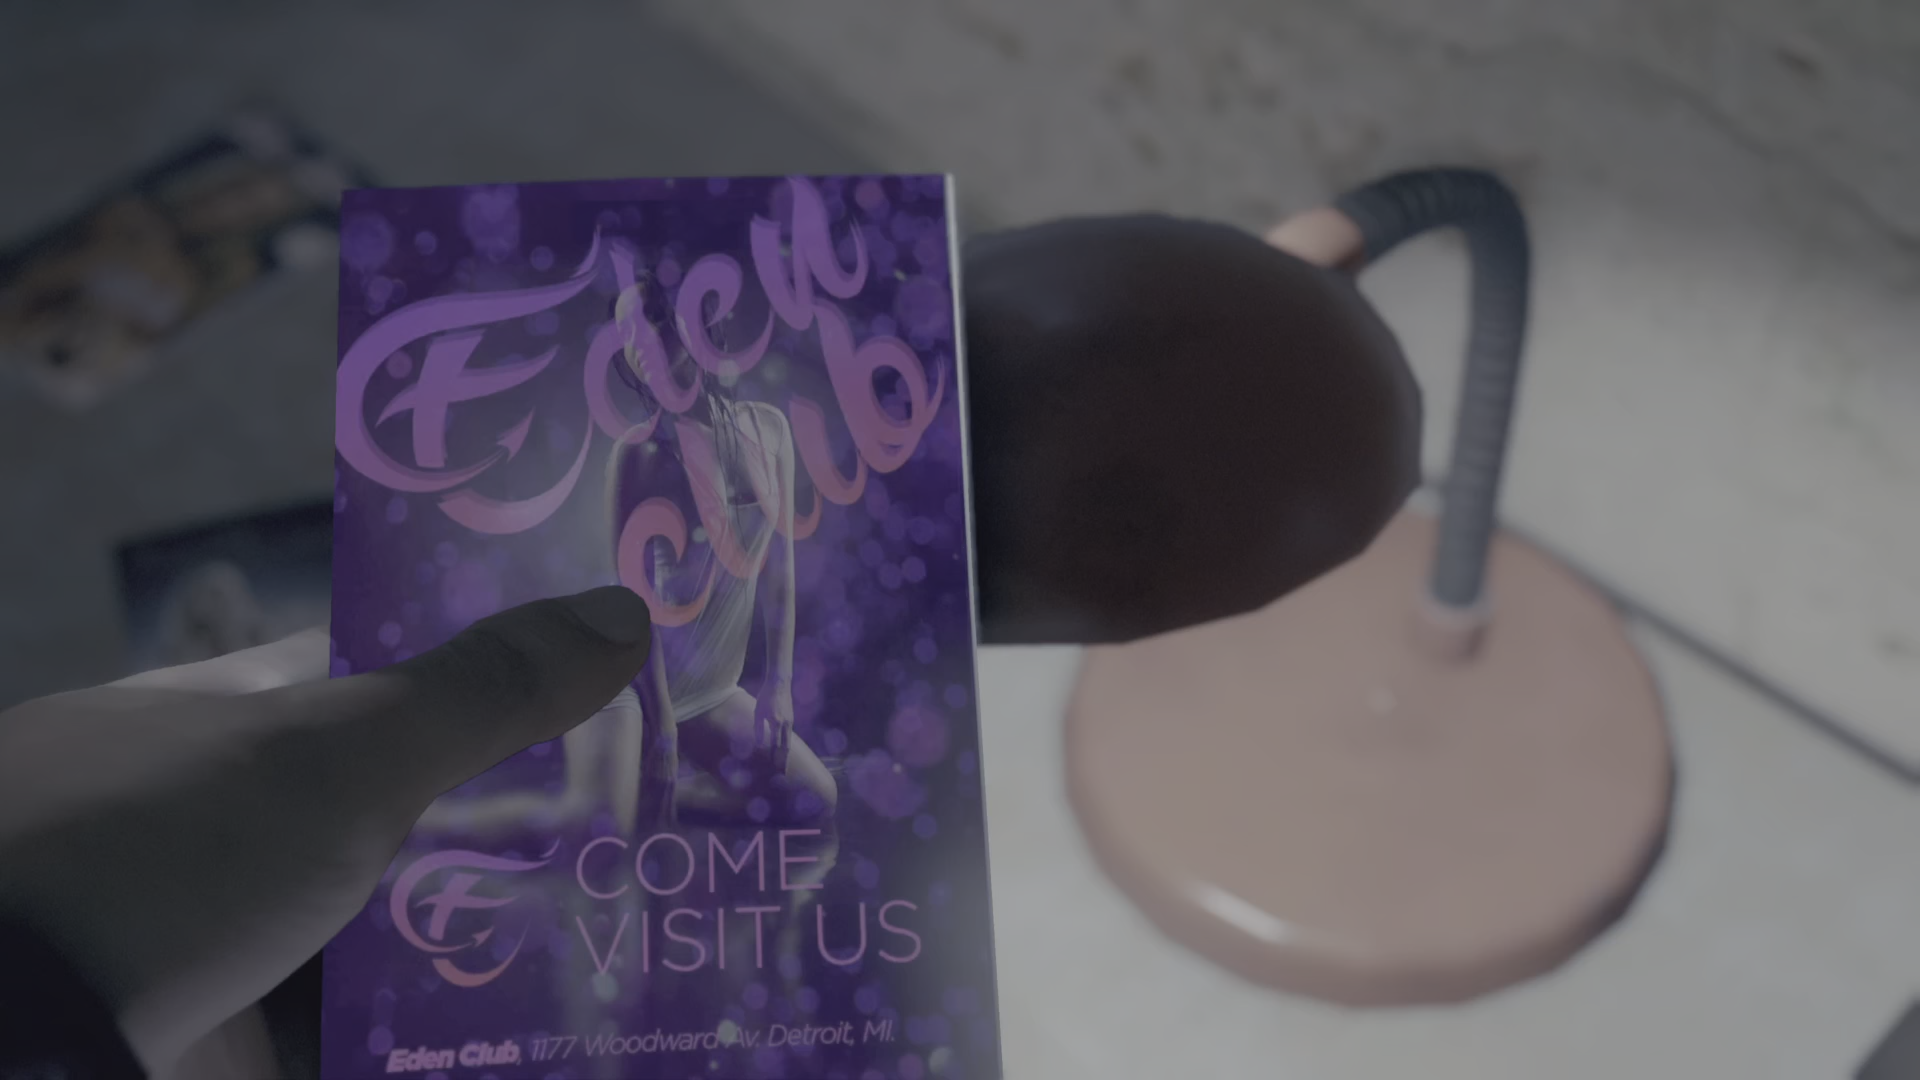 Eden
club
COME
VISIT US
Eden Club, 1177 Woodward Av. Detroit, MI.